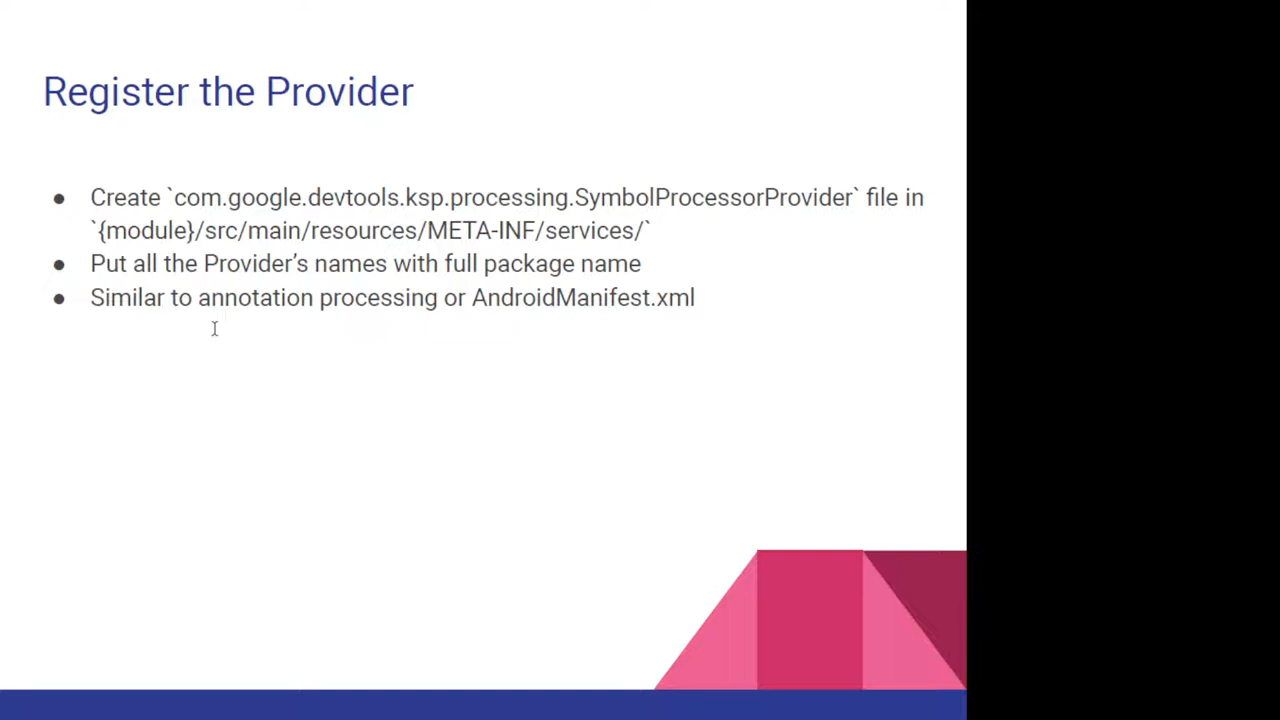 Register the Provider
● Create `com.google.devtools.ksp.processing.SymbolProcessorProvider` file in
`{module}/src/main/resources/META-INF/services/`
● Put all the Provider’s names with full package name
● Similar to annotation processing or AndroidManifest.xml